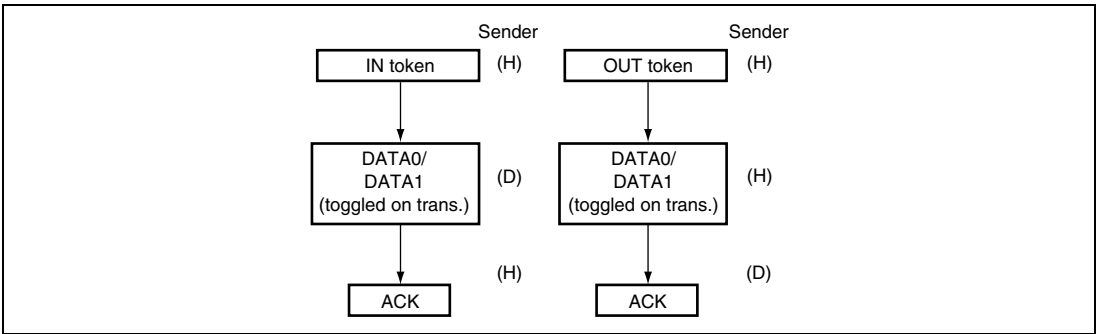 Sender
Sender
IN token
(H)
OUT token
(H)
DATA0/
DATA1
(toggled on trans.)
(D)
DATA0/
DATA1
(toggled on trans.)
(H)
(H)
(D)
ACK
ACK